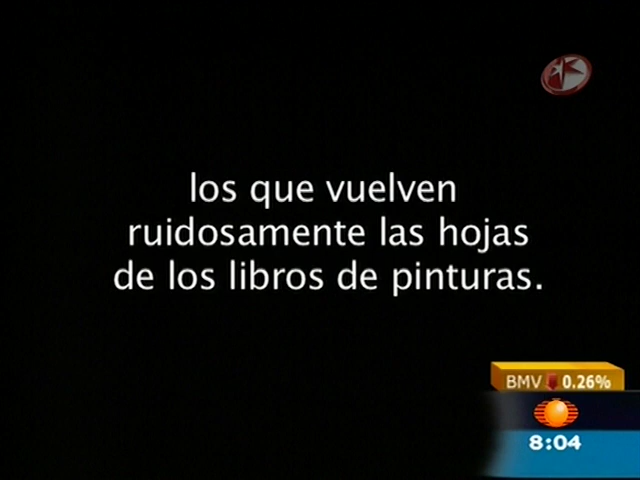 los que vuelven
ruidosamente las hojas
de los libros de pinturas.
BMV 0.26%
8:04